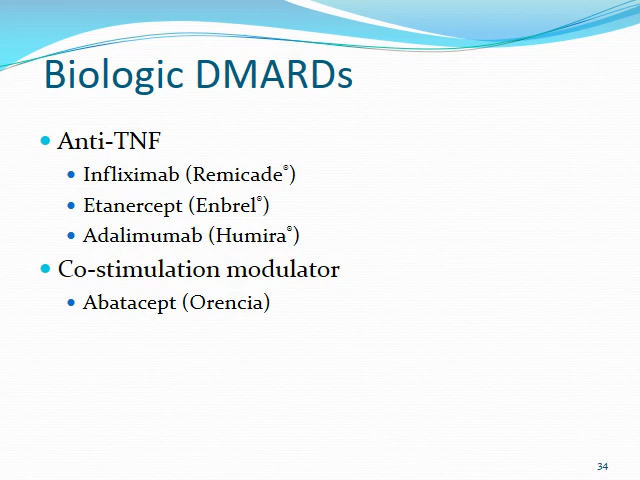 Biologic DMARDs
• Anti-TNF
• Infliximab (Remicade®)
• Etanercept (Enbrel®)
• Adalimumab (Humira®)
• Co-stimulation modulator
• Abatacept (Orencia)
34